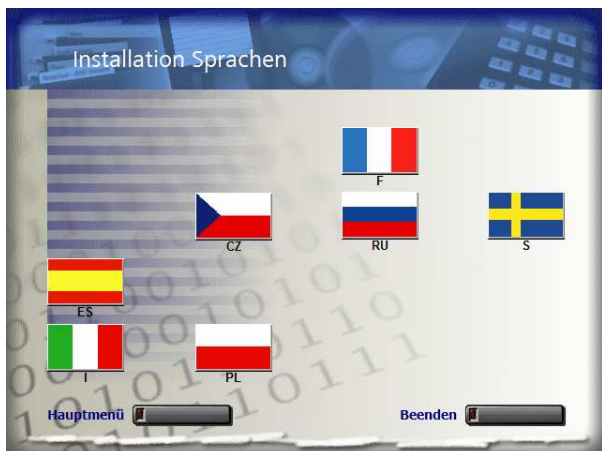 Installation Sprachen
F
CZ
RU
S
ES
I
PL
Hauptmenü
Beenden